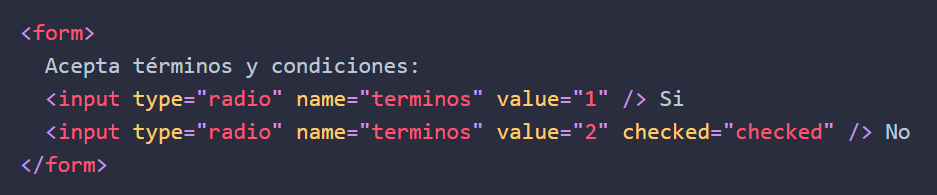 <form>
Acepta términos y condiciones:
<input type="radio" name="terminos" value="1" /> Si
<input type="radio" name="terminos" value="2" checked="checked" /> No
</form>